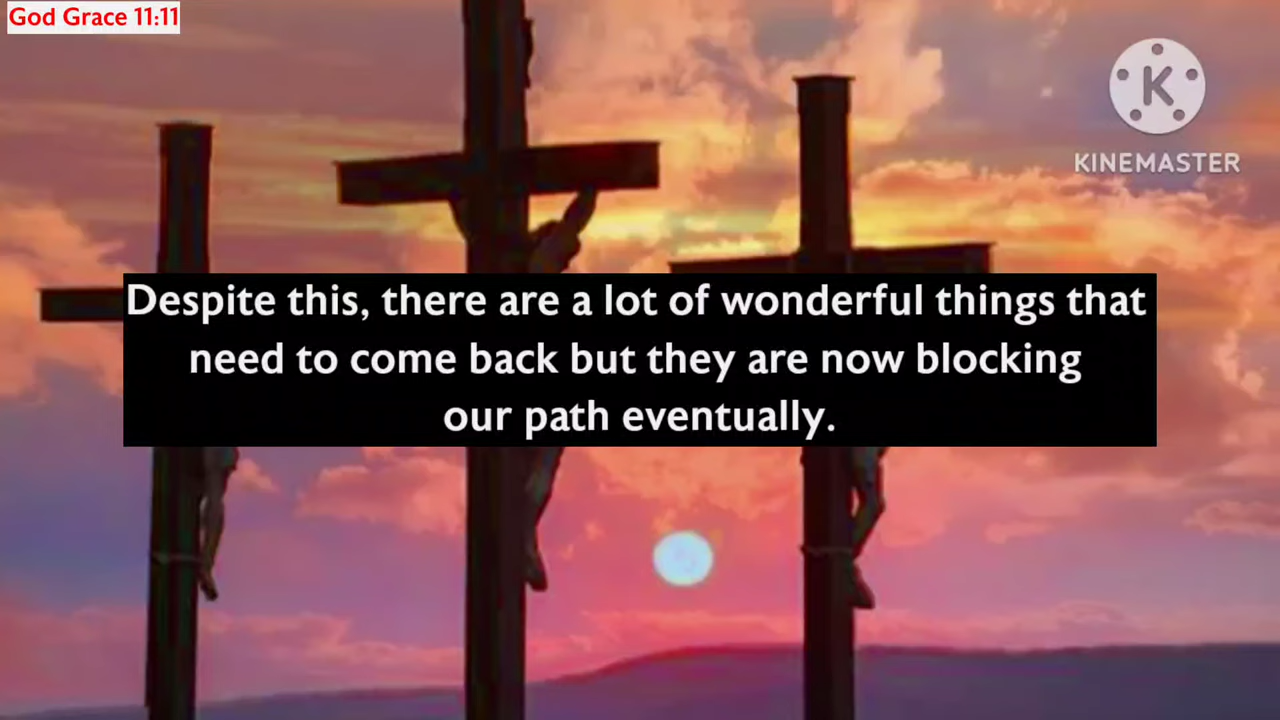 God Grace 11:11
K
KINEMASTER
Despite this, there are a lot of wonderful things that
need to come back but they are now blocking
our path eventually.